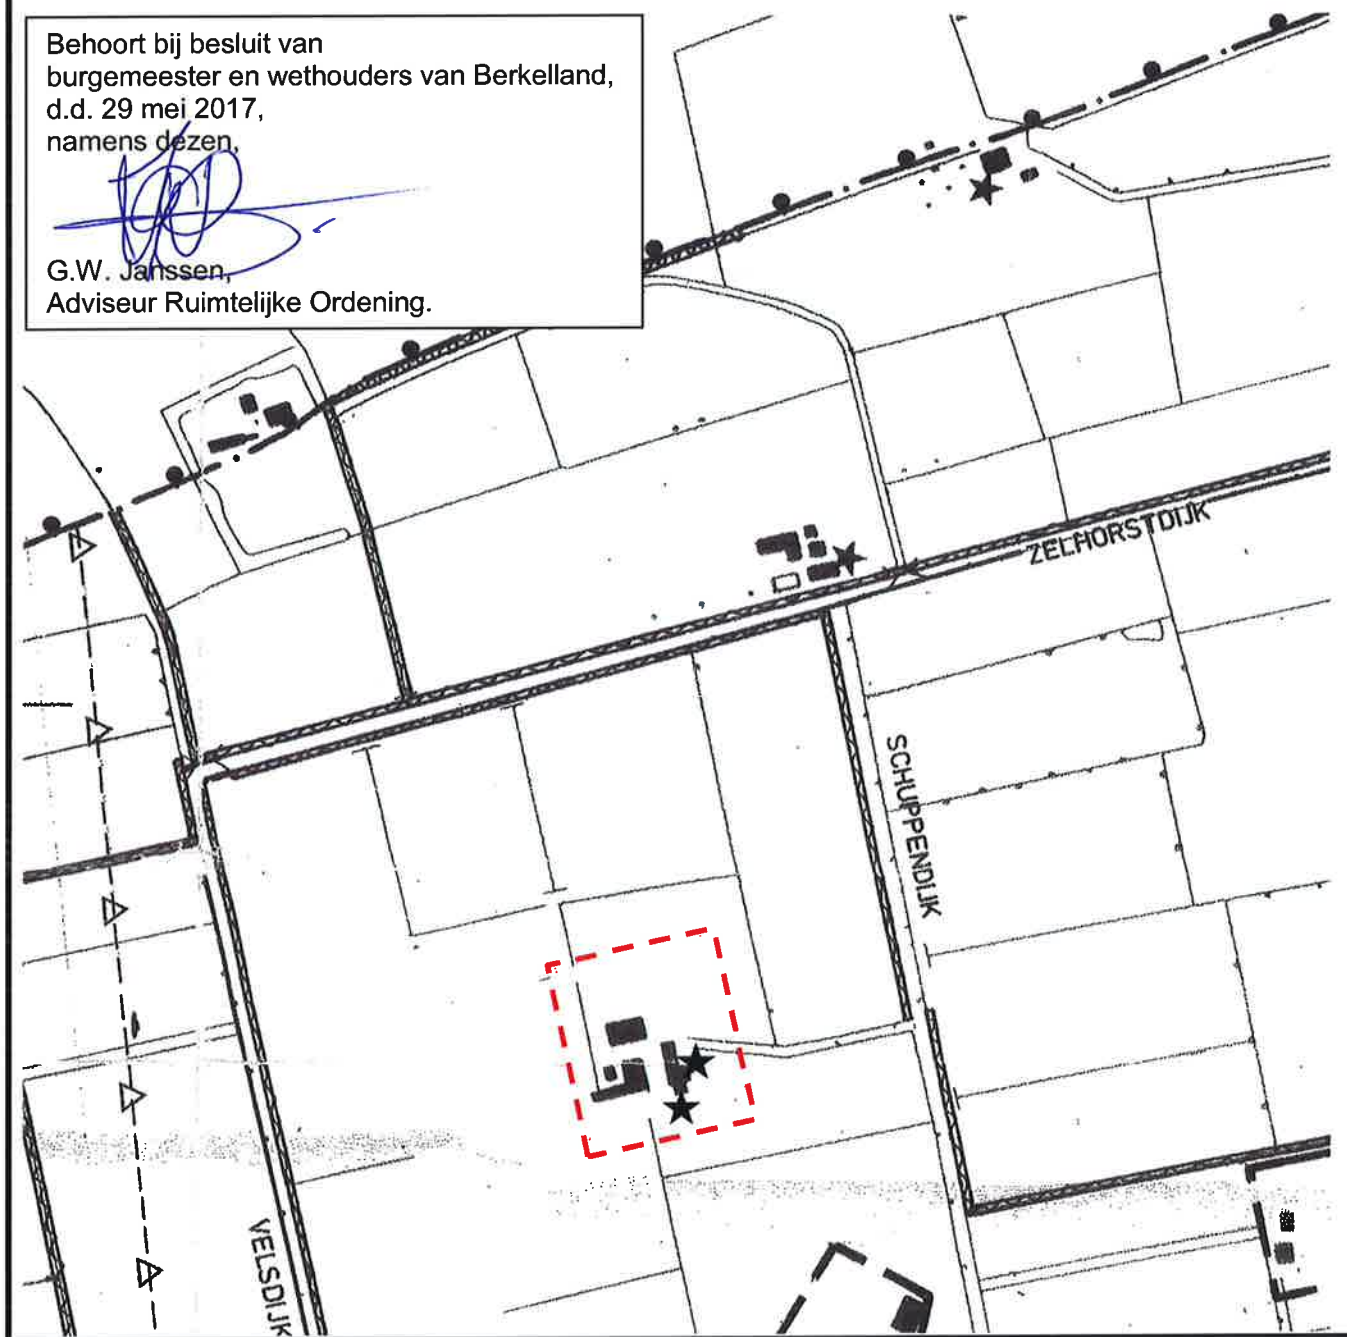 Behoort bij besluit van
burgemeester en wethouders van Berkelland,
d.d. 29 mei 2017,
namens dezen,
G.W. Janssen,
Adviseur Ruimtelijke Ordening.
ZELHORSTDIJK
SCHUPPENDIJK
VELSDIJK